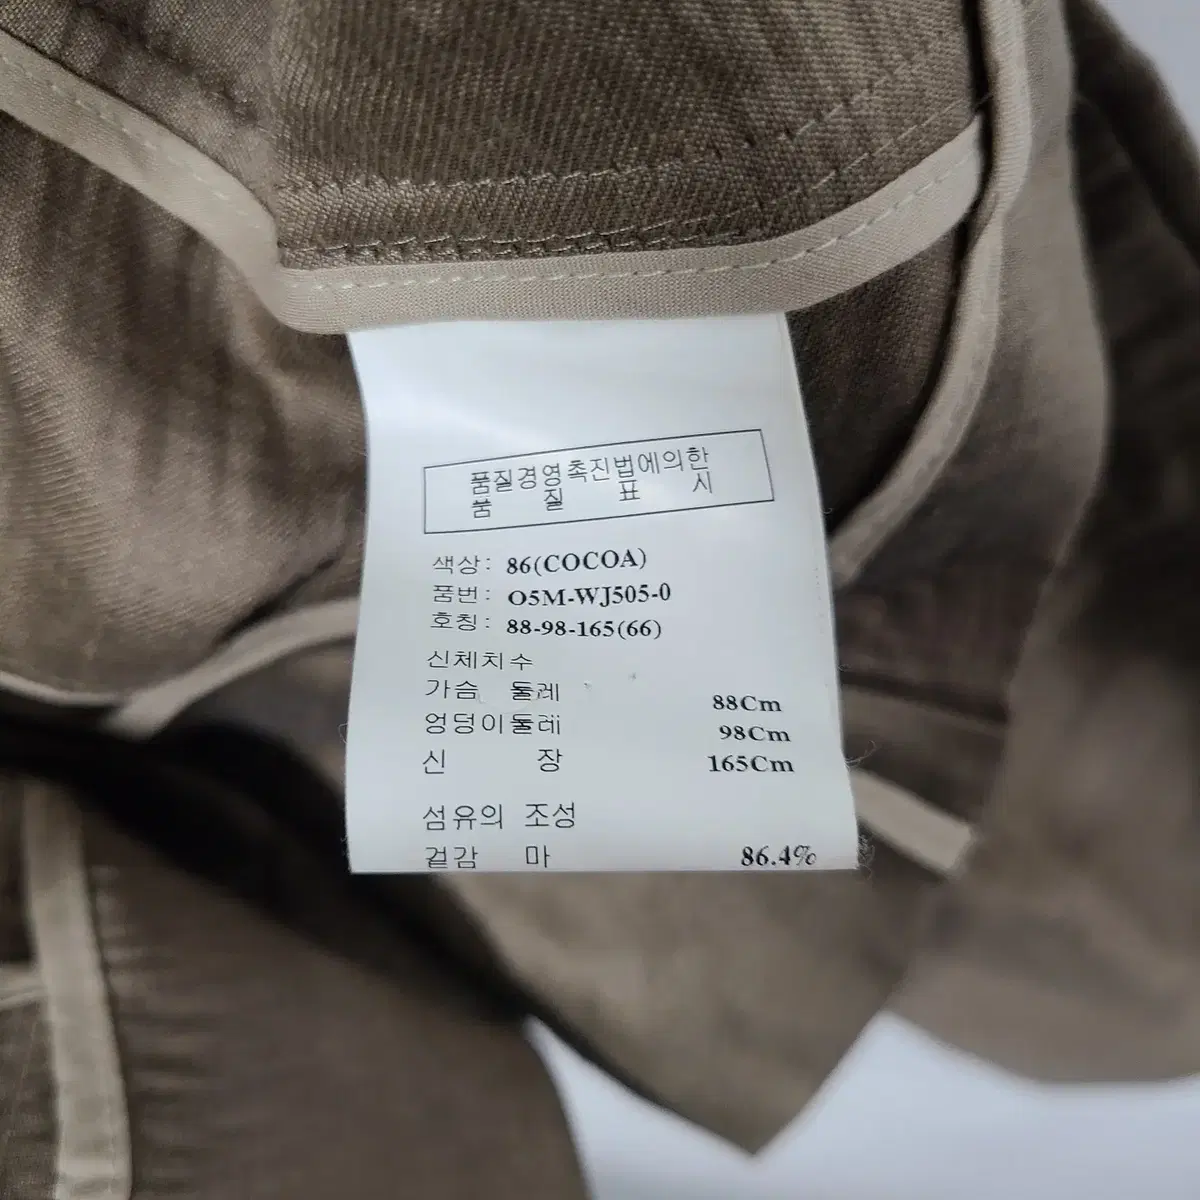 품질경영촉진법에의한
품 질 표 시
색상: 86(COCOA)
품번: O5M-WJ505-0
호칭: 88-98-165(66)
신체치수
가슴 둘레 88Cm
엉덩이둘레 98Cm
신 장 165Cm
섬유의 조성
겉감 마 86.4%